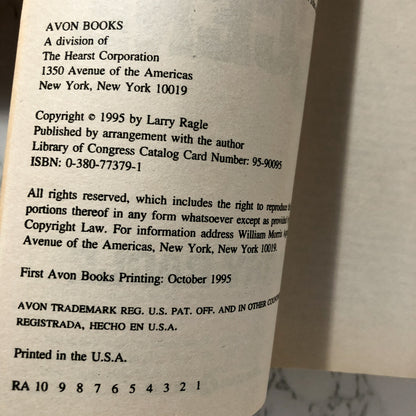 AVON BOOKS
A division of
The Hearst Corporation
1350 Avenue of the Americas
New York, New York 10019
Copyright © 1995 by Larry Ragle
Published by arrangement with the author
Library of Congress Catalog Card Number: 95-90095
ISBN: 0-380-77379-1
All rights reserved, which includes the right to reproduce
portions thereof in any form whatsoever except as provided
Copyright Law. For information address William Morris
Avenue of the Americas, New York, New York 10019.
First Avon Books Printing: October 1995
AVON TRADEMARK REG. U.S. PAT. OFF. AND IN OTHER
REGISTRADA, HECHO EN U.S.A.
Printed in the U.S.A.
RA 10 9 8 7 6 5 4 3 2 1